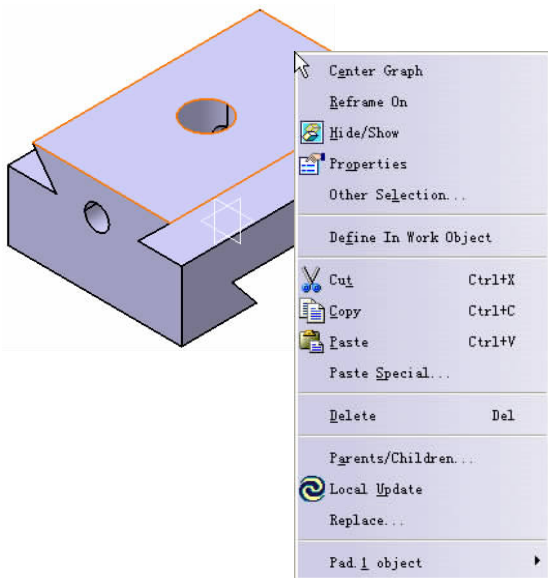 Center Graph
Reframe On
Hide/Show
Properties
Other Selection...
Define In Work Object
Cut Ctrl+X
Copy Ctrl+C
Paste Ctrl+V
Paste Special...
Delete Del
Parents/Children...
Local Update
Replace...
Pad.1 object